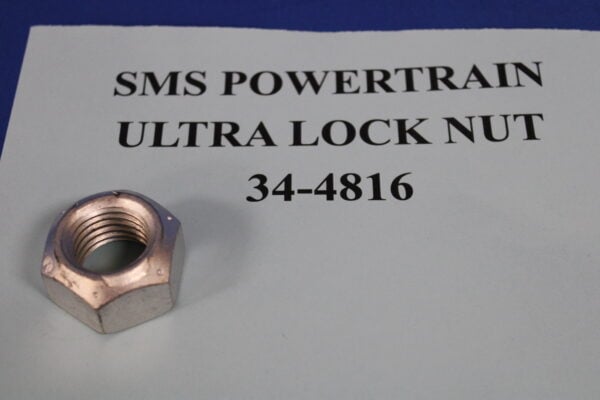 SMS POWERTRAIN
ULTRA LOCK NUT
34-4816